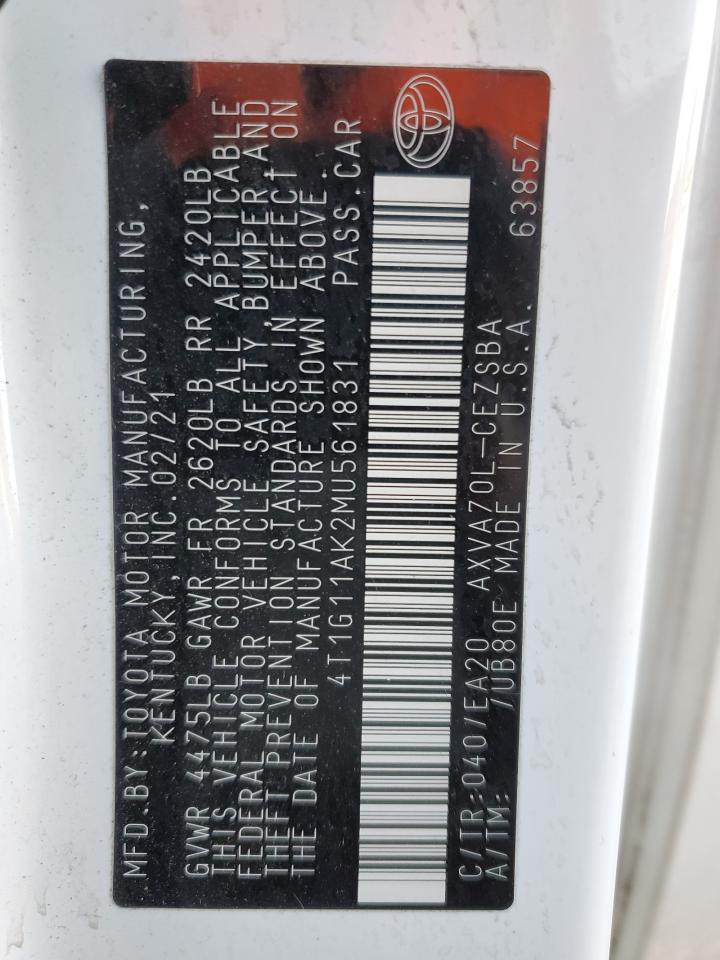 MFD.BY:TOYOTA MOTOR MANUFACTURING,
KENTUCKY,INC.02/21
GVWR 4475LB GAWR FR 2620LB RR 2420LB
THIS VEHICLE CONFORMS TO ALL APPLICABLE
FEDERAL MOTOR VEHICLE SAFETY,BUMPER,AND
THEFT PREVENTION STANDARDS IN EFFECT ON
THE DATE OF MANUFACTURE SHOWN ABOVE.
4T1G11AK2MU561831 PASS.CAR
C/TR:040/EA20 AXVA70L-CEZSBA
A/TM: /UB80E MADE IN U.S.A. 63857